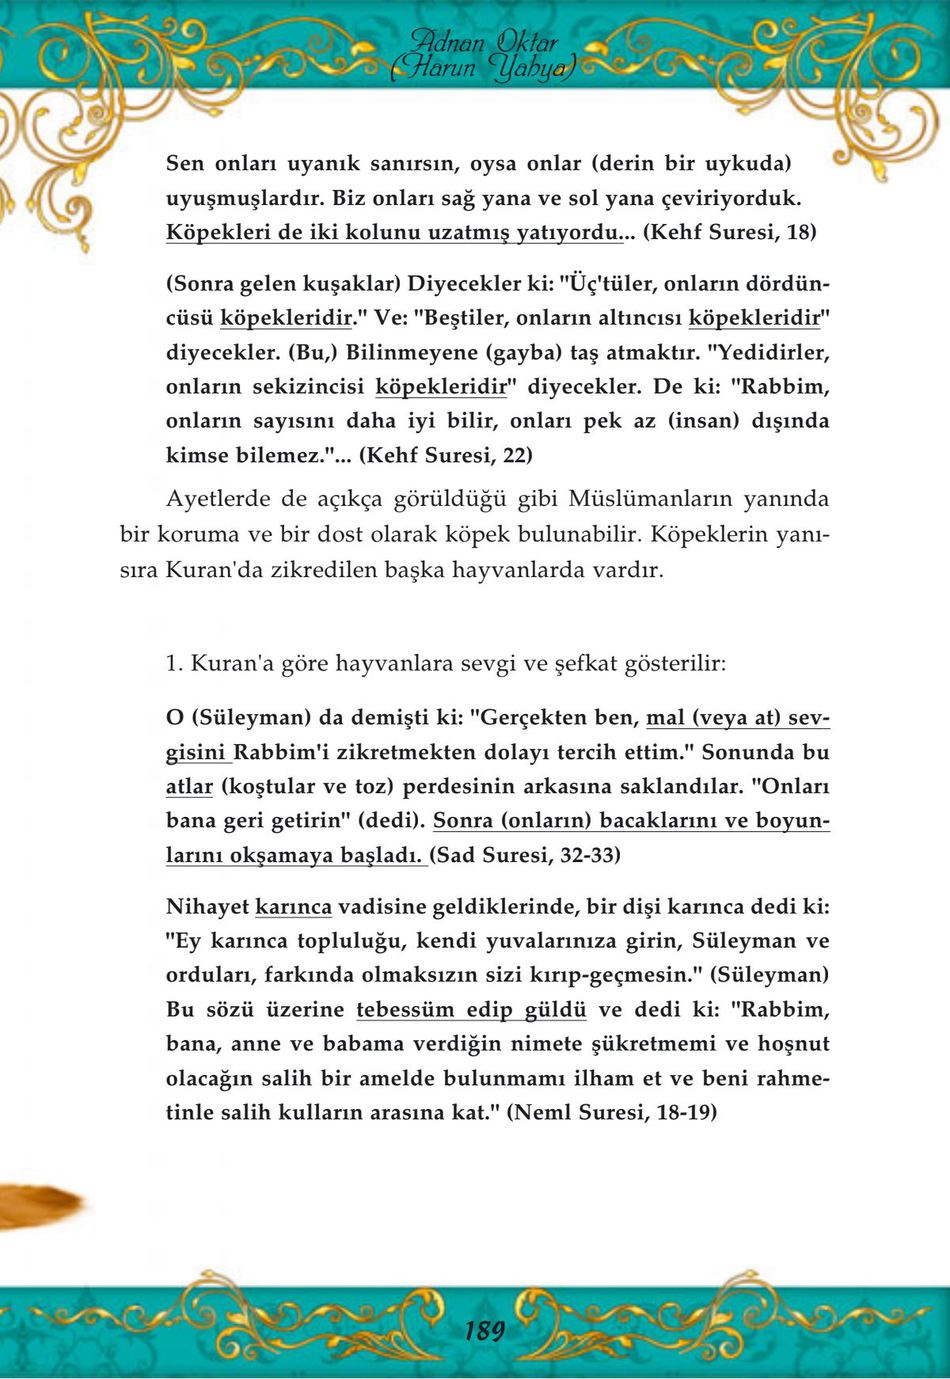 Adnan Oktar
(Harun Yahya)
Sen onları uyanık sanırsın, oysa onlar (derin bir uykuda)
uyuşmuşlardır. Biz onları sağ yana ve sol yana çeviriyorduk.
Köpekleri de iki kolunu uzatmış yatıyordu... (Kehf Suresi, 18)
(Sonra gelen kuşaklar) Diyecekler ki: "Üç'tüler, onların dördün-
cüsü köpekleridir." Ve: "Beştiler, onların altıncısı köpekleridir"
diyecekler. (Bu,) Bilinmeyene (gayba) taş atmaktır. "Yedidirler,
onların sekizincisi köpekleridir" diyecekler. De ki: "Rabbim,
onların sayısını daha iyi bilir, onları pek az (insan) dışında
kimse bilemez."... (Kehf Suresi, 22)
Ayetlerde de açıkça görüldüğü gibi Müslümanların yanında
bir koruma ve bir dost olarak köpek bulunabilir. Köpeklerin yanı-
sıra Kuran'da zikredilen başka hayvanlarda vardır.
1. Kuran'a göre hayvanlara sevgi ve şefkat gösterilir:
O (Süleyman) da demişti ki: "Gerçekten ben, mal (veya at) sev-
gisini Rabbim'i zikretmekten dolayı tercih ettim." Sonunda bu
atlar (koştular ve toz) perdesinin arkasına saklandılar. "Onları
bana geri getirin" (dedi). Sonra (onların) bacaklarını ve boyun-
larını okşamaya başladı. (Sad Suresi, 32-33)
Nihayet karınca vadisine geldiklerinde, bir dişi karınca dedi ki:
"Ey karınca topluluğu, kendi yuvalarınıza girin, Süleyman ve
orduları, farkında olmaksızın sizi kırıp-geçmesin." (Süleyman)
Bu sözü üzerine tebessüm edip güldü ve dedi ki: "Rabbim,
bana, anne ve babama verdiğin nimete şükretmemi ve hoşnut
olacağın salih bir amelde bulunmamı ilham et ve beni rahme-
tinle salih kulların arasına kat." (Neml Suresi, 18-19)
189